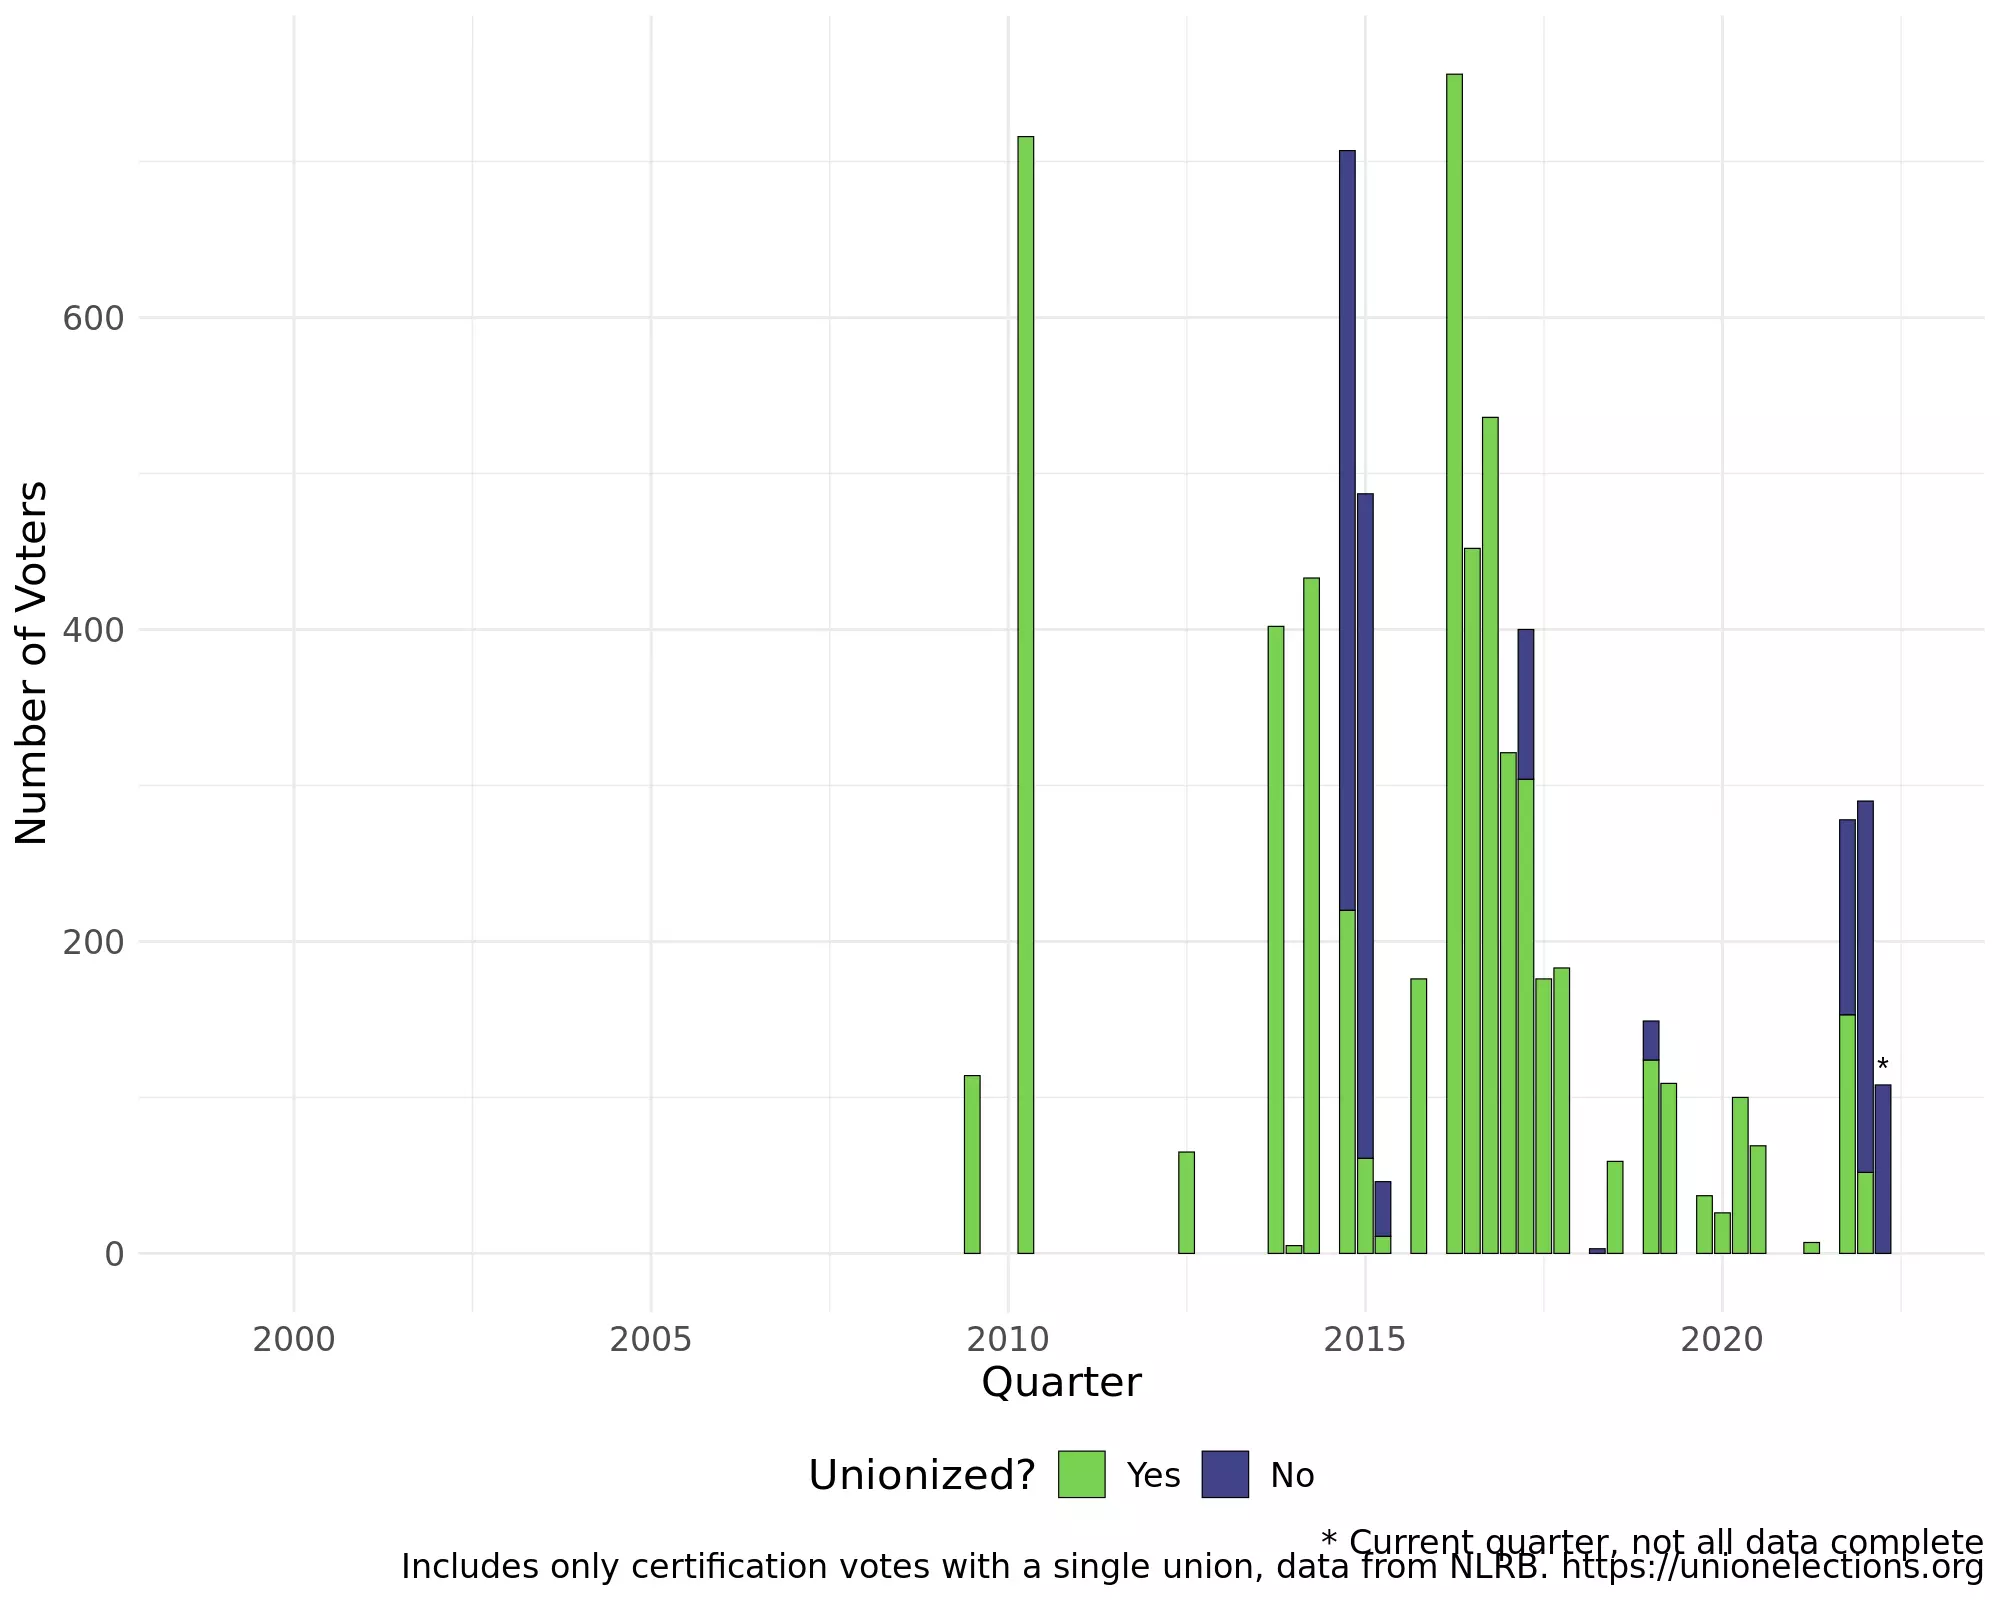 Number of Voters
600
400
200
0
*
2000 2005 2010 2015 2020
Quarter
Unionized? Yes No
* Current quarter, not all data complete
Includes only certification votes with a single union, data from NLRB. https://unionelections.org